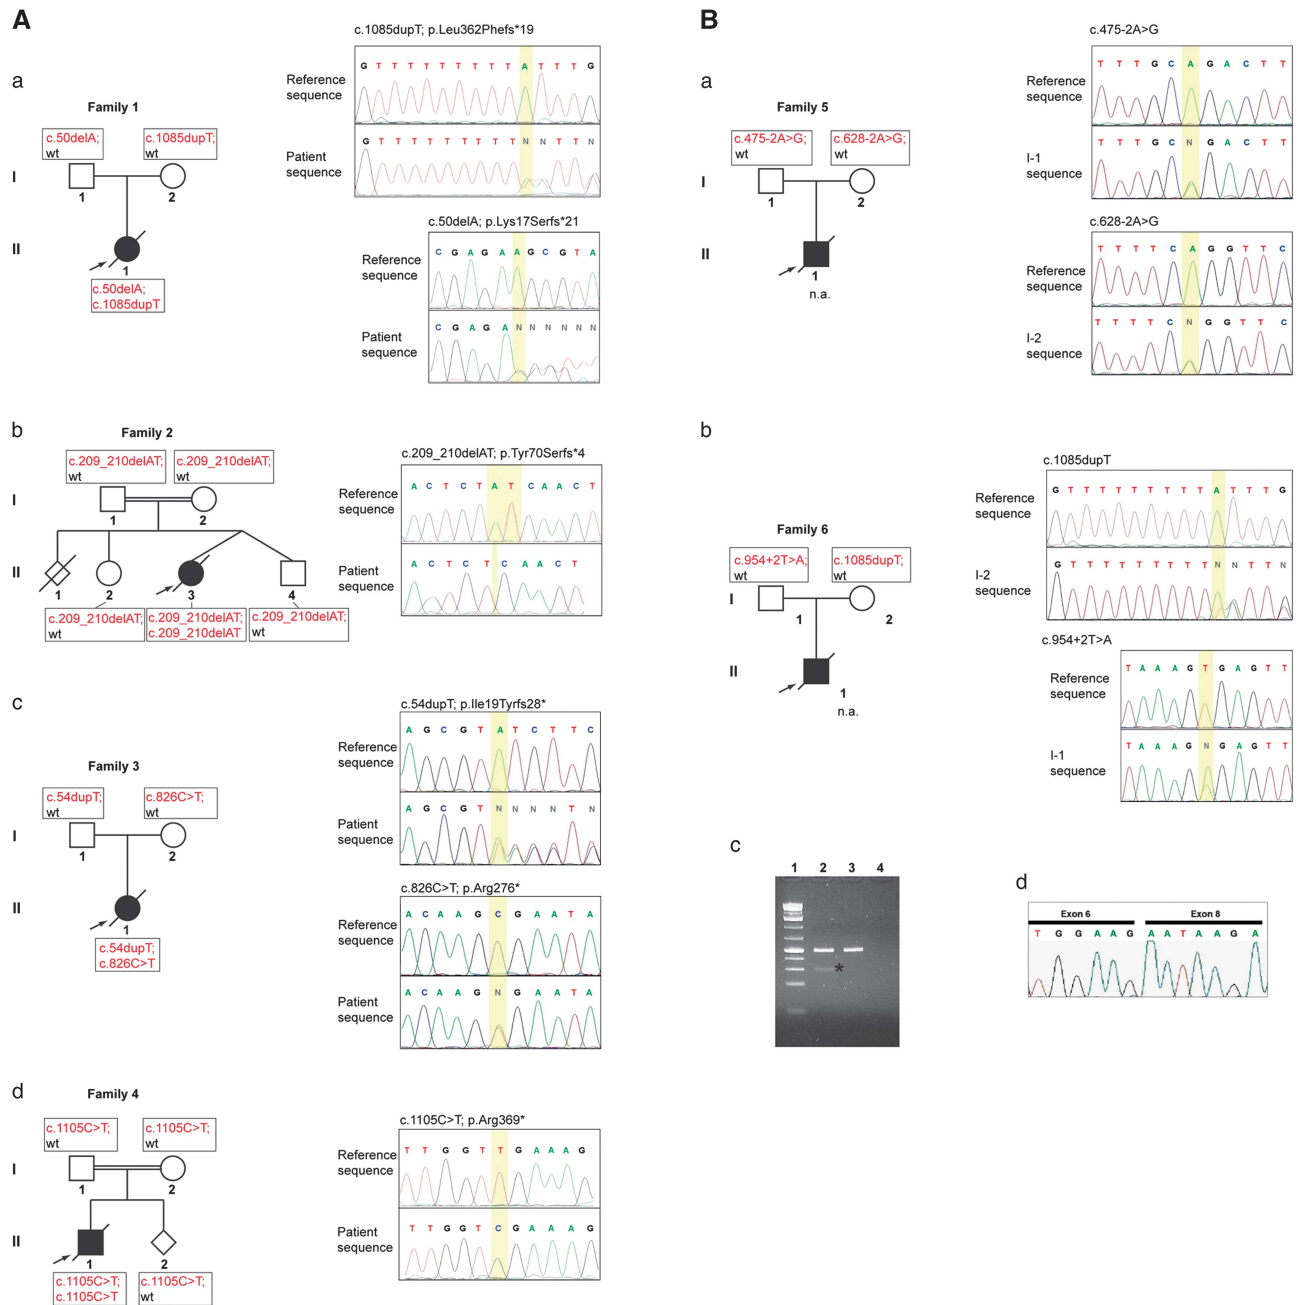 A
a
Family 1
c.50delA;
wt
c.1085dupT;
wt
I
1
2
II
1
c.50delA;
c.1085dupT
c.1085dupT; p.Leu362Phefs*19
Reference
sequence
G T T T T T T T T T A T T T G
Patient
sequence
G T T T T T T T T T N N T T N
c.50delA; p.Lys17Serfs*21
Reference
sequence
C G A G A A G C G T A
Patient
sequence
C G A G A N N N N N N
b
Family 2
c.209_210delAT;
wt
c.209_210delAT;
wt
I
1
2
II
1
2
3
4
c.209_210delAT;
wt
c.209_210delAT;
c.209_210delAT
c.209_210delAT;
wt
c.209_210delAT; p.Tyr70Serfs*4
Reference
sequence
A C T C T A T C A A C T
Patient
sequence
A C T C T C A A C T
c
Family 3
c.54dupT;
wt
c.826C>T;
wt
I
1
2
II
1
c.54dupT;
c.826C>T
c.54dupT; p.Ile19Tyrfs28*
Reference
sequence
A G C G T A T C T T C
Patient
sequence
A G C G T N N N N T N
c.826C>T; p.Arg276*
Reference
sequence
A C A A G C G A A T A
Patient
sequence
A C A A G N G A A T A
d
Family 4
c.1105C>T;
wt
c.1105C>T;
wt
I
1
2
II
1
2
c.1105C>T;
c.1105C>T
c.1105C>T;
wt
c.1105C>T; p.Arg369*
Reference
sequence
T T G G T T G A A A G
Patient
sequence
T T G G T C G A A A G
B
a
Family 5
c.475-2A>G;
wt
c.628-2A>G;
wt
I
1
2
II
1
n.a.
c.475-2A>G
Reference
sequence
T T T G C A G A C T T
I-1
sequence
T T T G C N G A C T T
c.628-2A>G
Reference
sequence
T T T T C A G G T T C
I-2
sequence
T T T T C N G G T T C
b
Family 6
c.954+2T>A;
wt
c.1085dupT;
wt
I
1
2
II
1
n.a.
c.1085dupT
Reference
sequence
G T T T T T T T T T A T T T G
I-2
sequence
G T T T T T T T T T N N T T N
c.954+2T>A
Reference
sequence
T A A A G T G A G T T
I-1
sequence
T A A A G N G A G T T
c
1 2 3 4
*
d
Exon 6 Exon 8
T G G A A G A A T A A G A